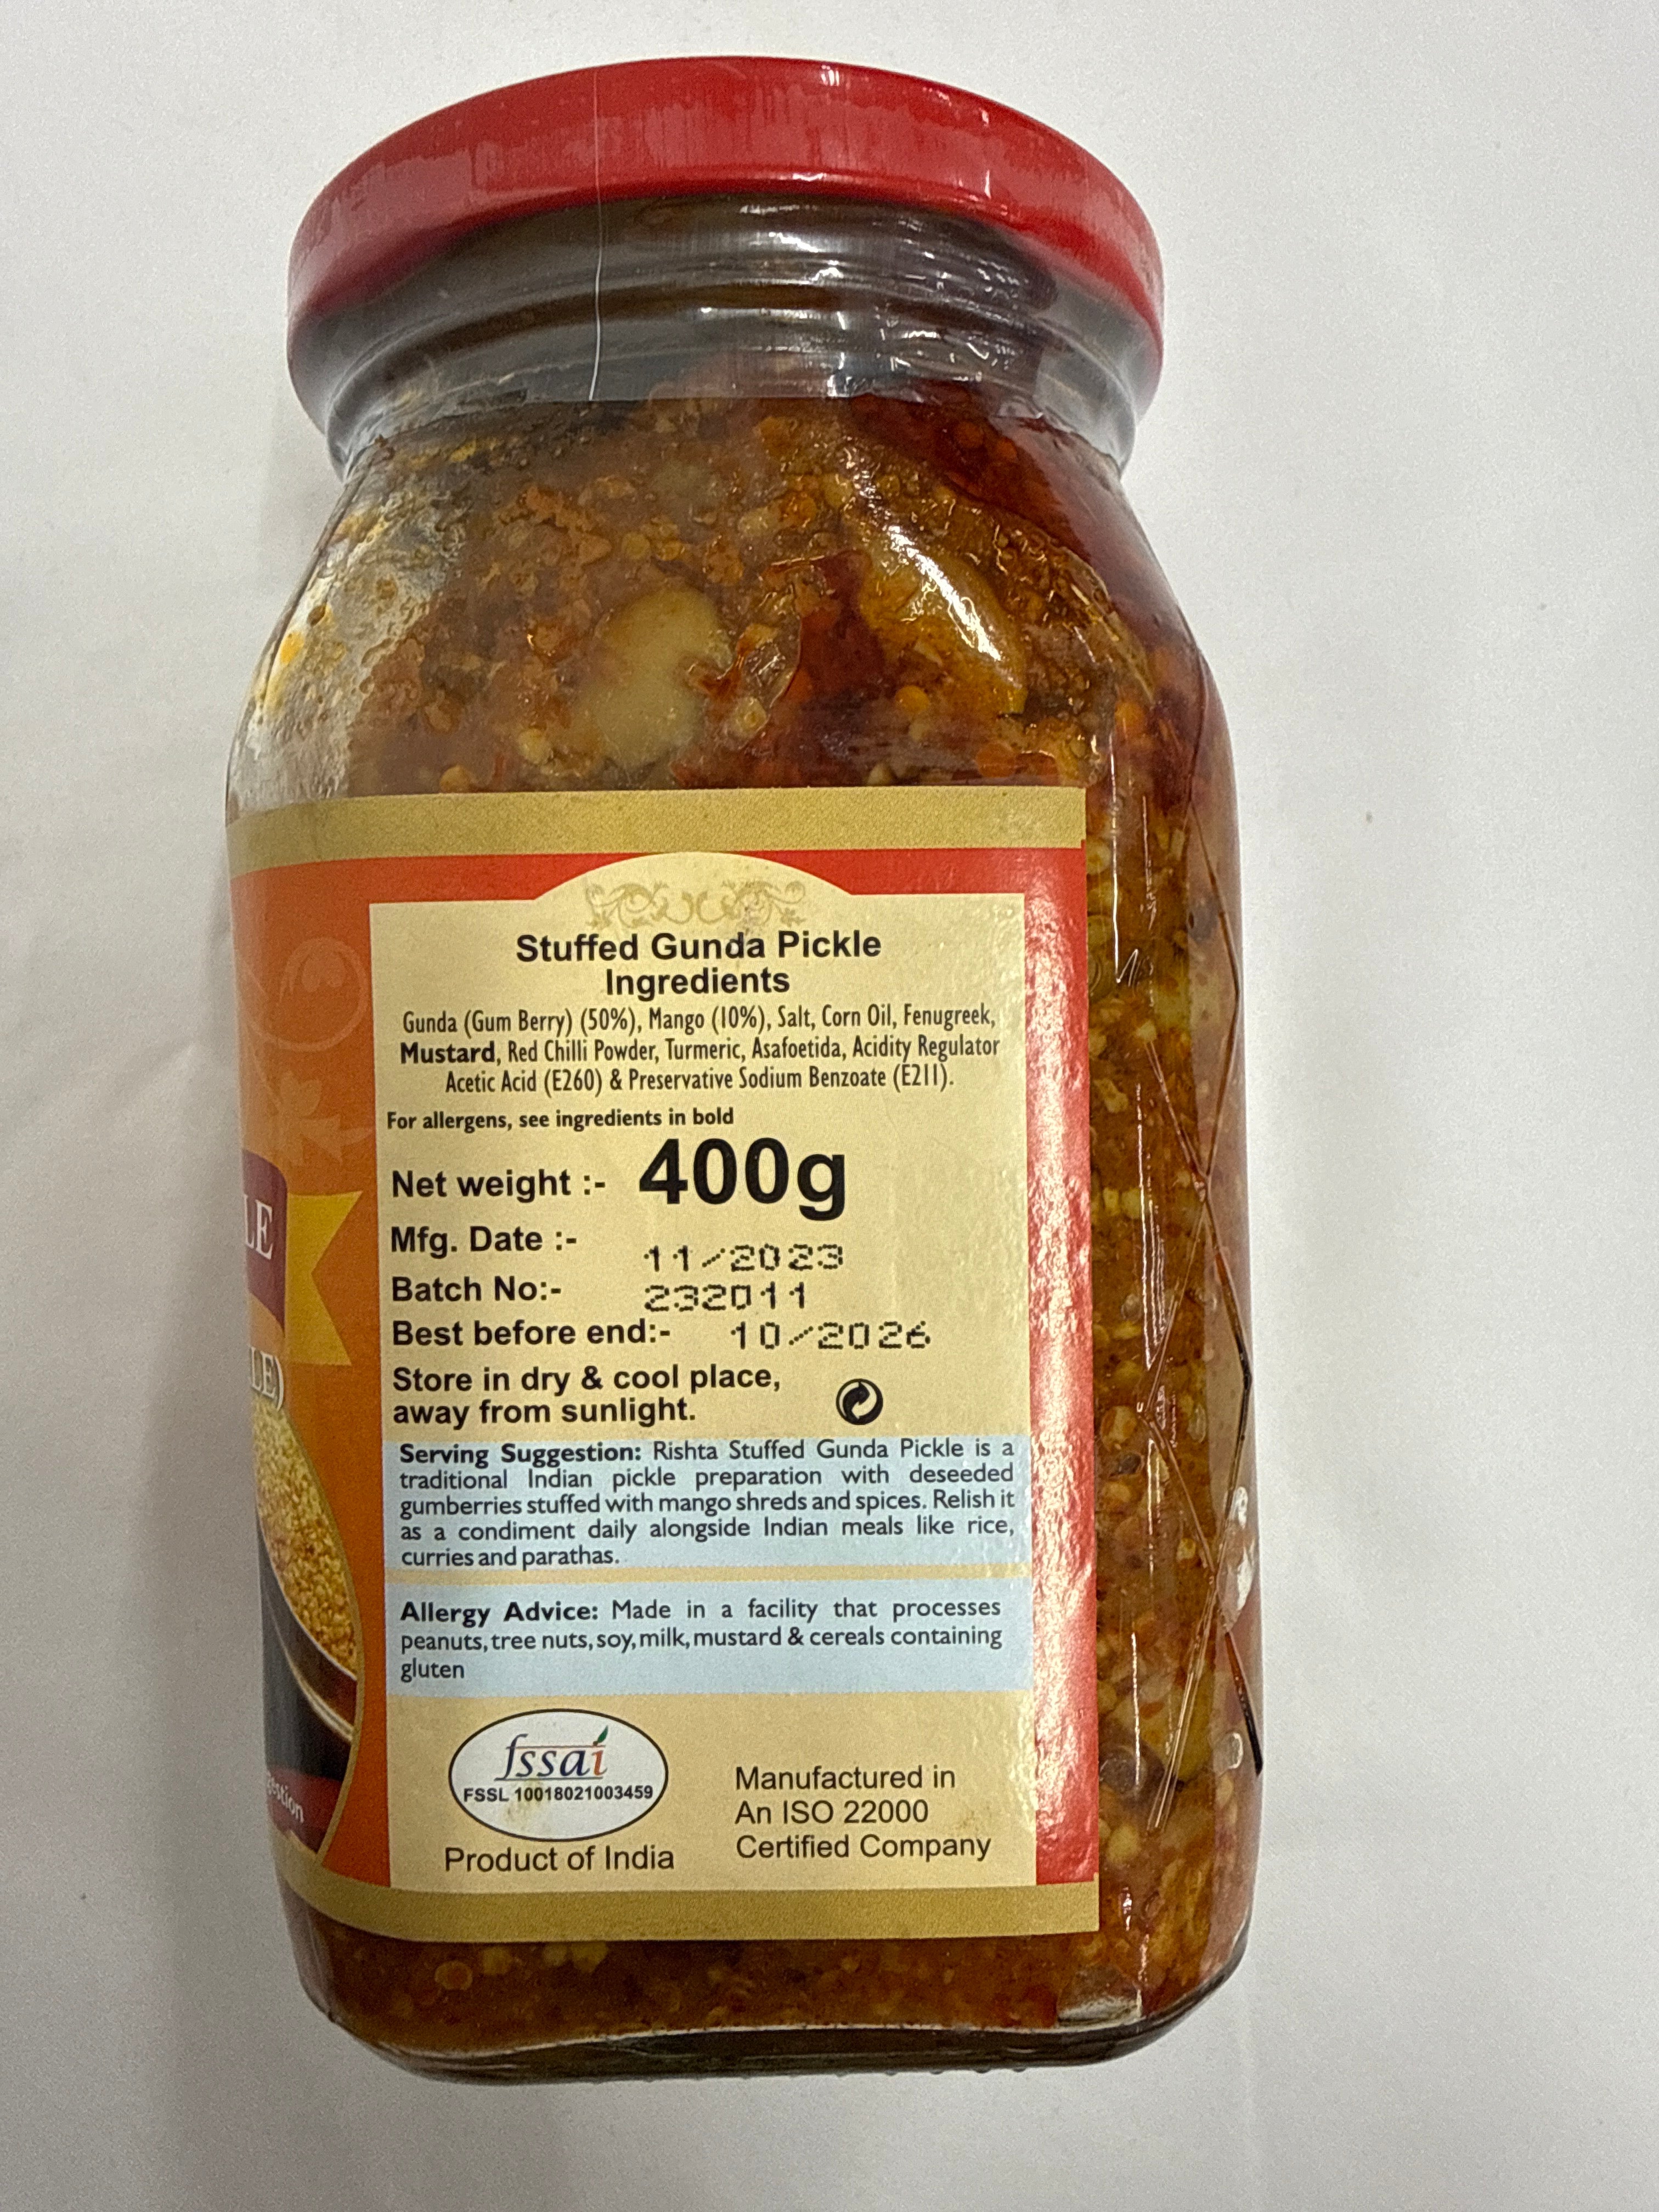 Stuffed Gunda Pickle
Ingredients
Gunda (Gum Berry) (50%), Mango (10%), Salt, Corn Oil, Fenugreek,
Mustard, Red Chilli Powder, Turmeric, Asafoetida, Acidity Regulator
Acetic Acid (E260) & Preservative Sodium Benzoate (E211).
For allergens, see ingredients in bold
Net weight :- 400g
Mfg. Date :- 11/2023
Batch No:- 232011
Best before end:- 10/2026
Store in dry & cool place,
away from sunlight.
Serving Suggestion: Rishta Stuffed Gunda Pickle is a
traditional Indian pickle preparation with deseeded
gumberries stuffed with mango shreds and spices. Relish it
as a condiment daily alongside Indian meals like rice,
curries and parathas.
Allergy Advice: Made in a facility that processes
peanuts, tree nuts, soy, milk, mustard & cereals containing
gluten
fssai
FSSL 10018021003459
Product of India
Manufactured in
An ISO 22000
Certified Company
LE
LE)